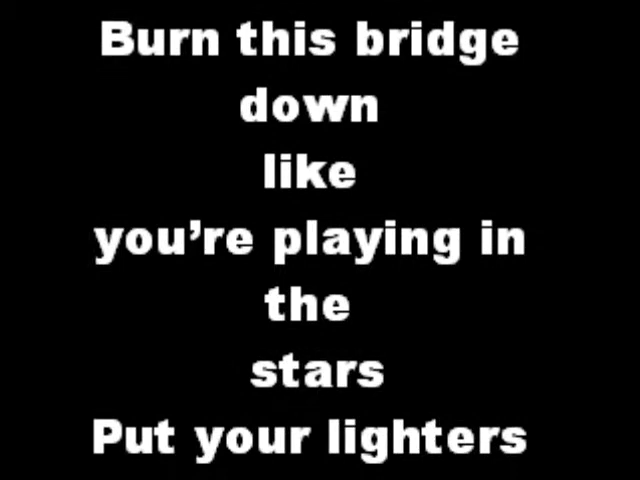 Burn this bridge
down
like
you’re playing in
the
stars
Put your lighters